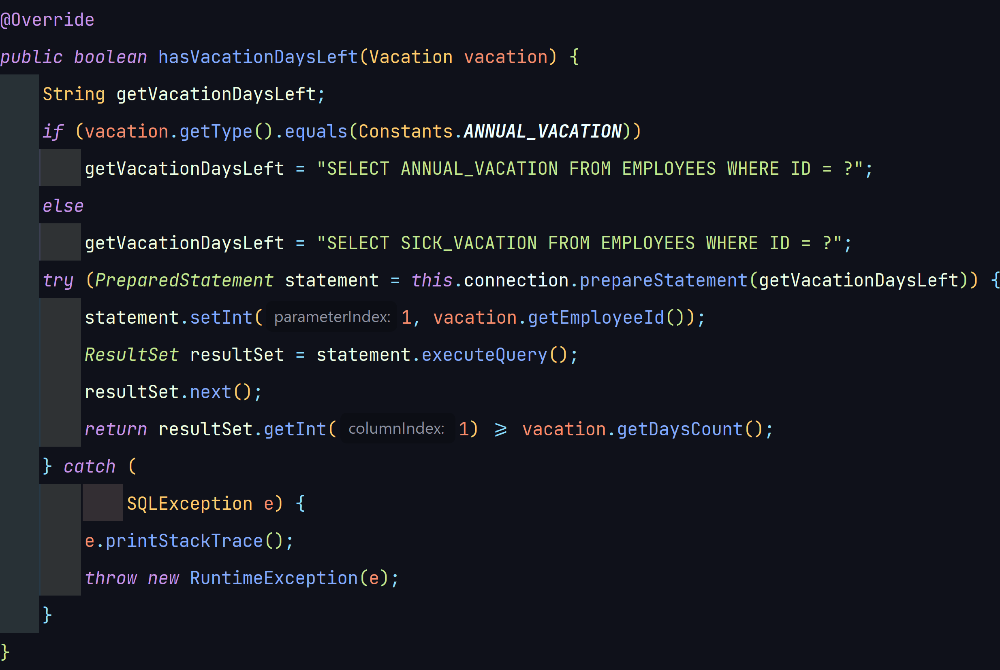 @Override
public boolean hasVacationDaysLeft(Vacation vacation) {
    String getVacationDaysLeft;
    if (vacation.getType().equals(Constants.ANNUAL_VACATION))
        getVacationDaysLeft = "SELECT ANNUAL_VACATION FROM EMPLOYEES WHERE ID = ?";
    else
        getVacationDaysLeft = "SELECT SICK_VACATION FROM EMPLOYEES WHERE ID = ?";
    try (PreparedStatement statement = this.connection.prepareStatement(getVacationDaysLeft)) {
        statement.setInt( parameterIndex: 1, vacation.getEmployeeId());
        ResultSet resultSet = statement.executeQuery();
        resultSet.next();
        return resultSet.getInt( columnIndex: 1) ⩾ vacation.getDaysCount();
    } catch (
            SQLException e) {
        e.printStackTrace();
        throw new RuntimeException(e);
    }
}